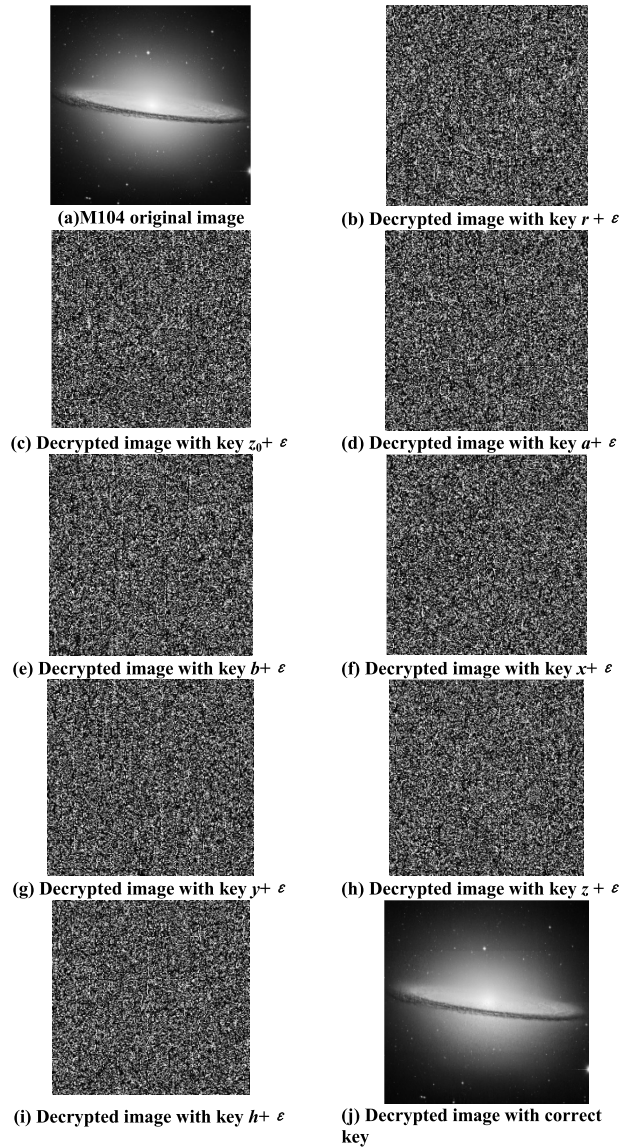 (a)M104 original image
(b) Decrypted image with key r + ε
(c) Decrypted image with key z₀+ ε
(d) Decrypted image with key a+ ε
(e) Decrypted image with key b+ ε
(f) Decrypted image with key x+ ε
(g) Decrypted image with key y+ ε
(h) Decrypted image with key z + ε
(i) Decrypted image with key h+ ε
(j) Decrypted image with correct
key